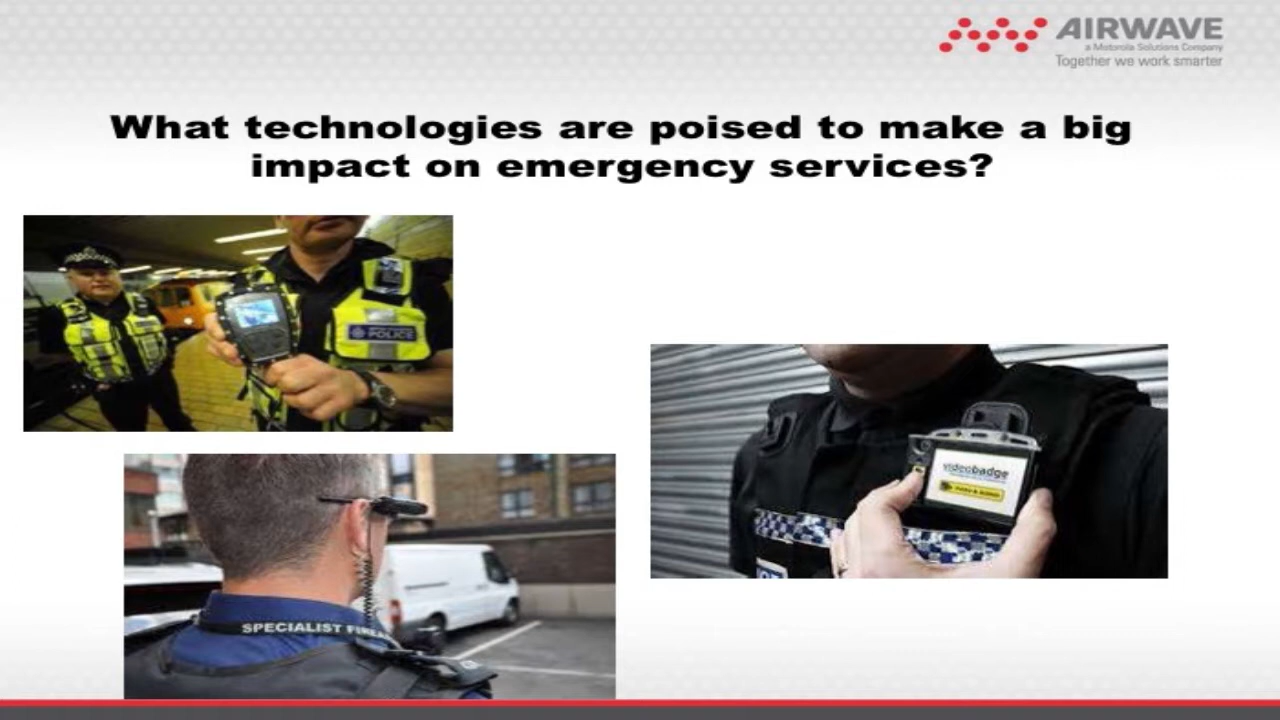 AIRWAVE
a Motorola Solutions Company
Together we work smarter
What technologies are poised to make a big
impact on emergency services?
POLICE
videobadge
SPECIALIST